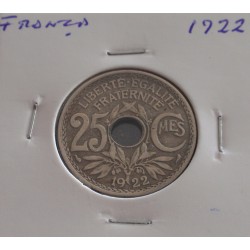 FRANÇA 1922
LIBERTE·EGALITE
FRATERNITE
25 CMES
1922